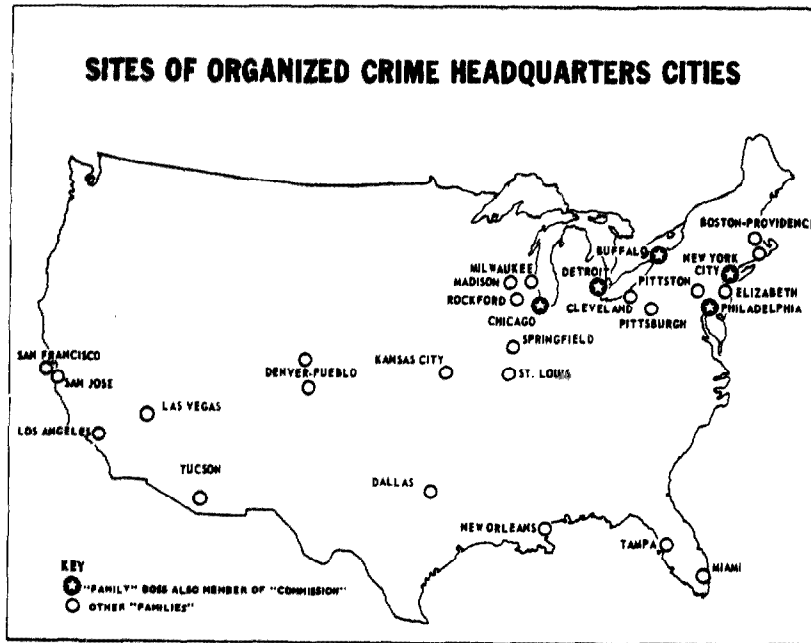 SITES OF ORGANIZED CRIME HEADQUARTERS CITIES
BOSTON-PROVIDENCE
BUFFALO
NEW YORK
CITY
MILWAUKEE
DETROIT
PITTSTON
MADISON
ELIZABETH
ROCKFORD
CLEVELAND
PHILADELPHIA
CHICAGO
PITTSBURGH
SPRINGFIELD
SAN FRANCISCO
KANSAS CITY
DENVER-PUEBLO
ST. LOUIS
SAN JOSE
LAS VEGAS
LOS ANGELES
TUCSON
DALLAS
NEW ORLEANS
TAMPA
MIAMI
KEY
"FAMILY" BOSS ALSO MEMBER OF "COMMISSION"
OTHER "FAMILIES"